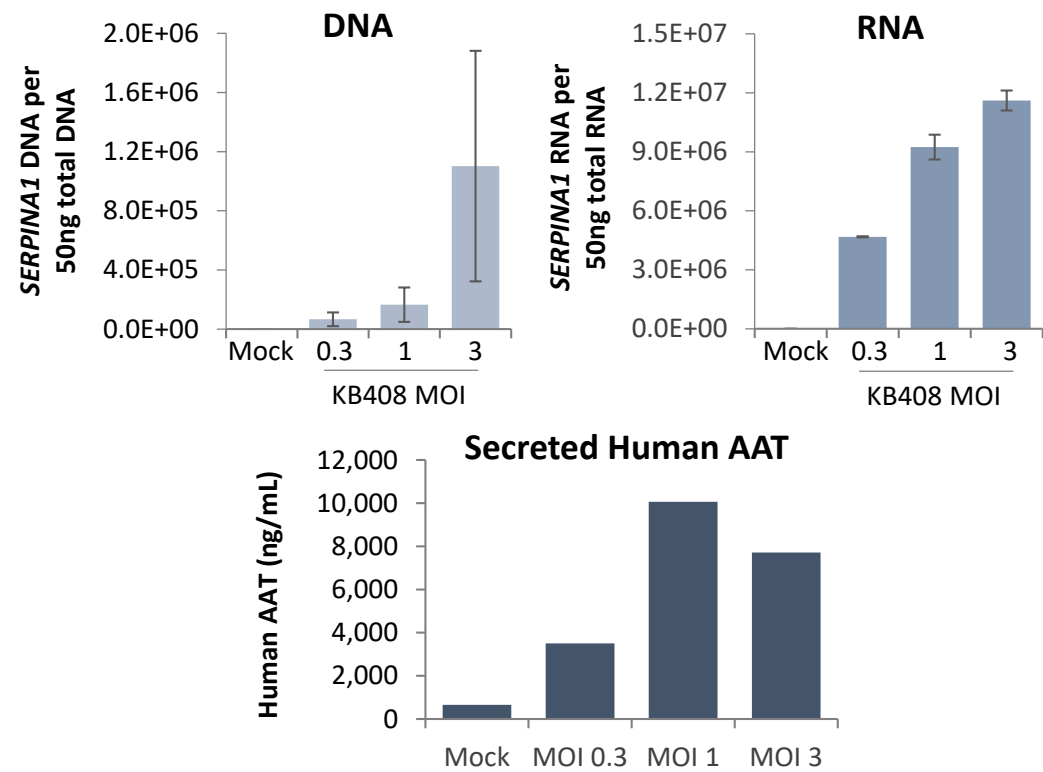 DNA
SERPINA1 DNA per
50ng total DNA
2.0E+06
1.6E+06
1.2E+06
8.0E+05
4.0E+05
0.0E+00
Mock 0.3 1 3
KB408 MOI
RNA
SERPINA1 RNA per
50ng total RNA
1.5E+07
1.2E+07
9.0E+06
6.0E+06
3.0E+06
0.0E+00
Mock 0.3 1 3
KB408 MOI
Secreted Human AAT
Human AAT (ng/mL)
12,000
10,000
8,000
6,000
4,000
2,000
0
Mock MOI 0.3 MOI 1 MOI 3